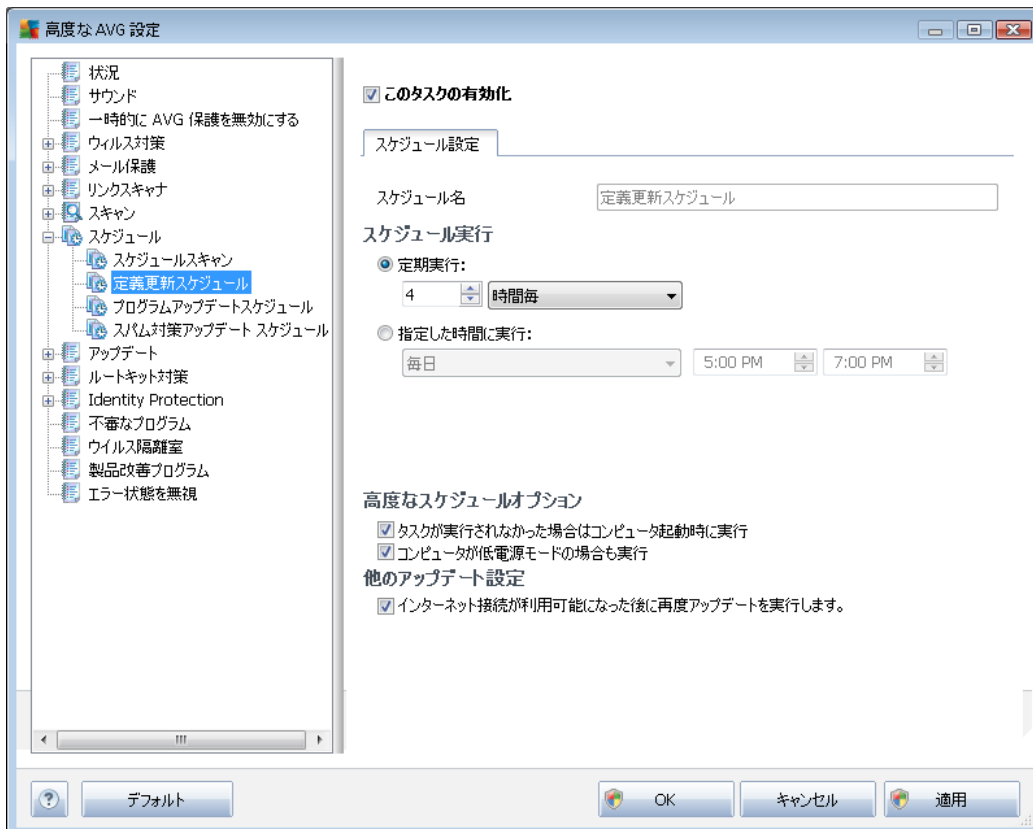 高度な AVG 設定
状況
サウンド
一時的に AVG 保護を無効にする
ウィルス対策
メール保護
リンクスキャナ
スキャン
スケジュール
スケジュールスキャン
定義更新スケジュール
プログラムアップデートスケジュール
スパム対策アップデート スケジュール
アップデート
ルートキット対策
Identity Protection
不審なプログラム
ウイルス隔離室
製品改善プログラム
エラー状態を無視
このタスクの有効化
スケジュール設定
スケジュール名 定義更新スケジュール
スケジュール実行
定期実行:
4 時間毎
指定した時間に実行:
毎日 5:00 PM 7:00 PM
高度なスケジュールオプション
タスクが実行されなかった場合はコンピュータ起動時に実行
コンピュータが低電源モードの場合も実行
他のアップデート設定
インターネット接続が利用可能になった後に再度アップデートを実行します。
? デフォルト OK キャンセル 適用